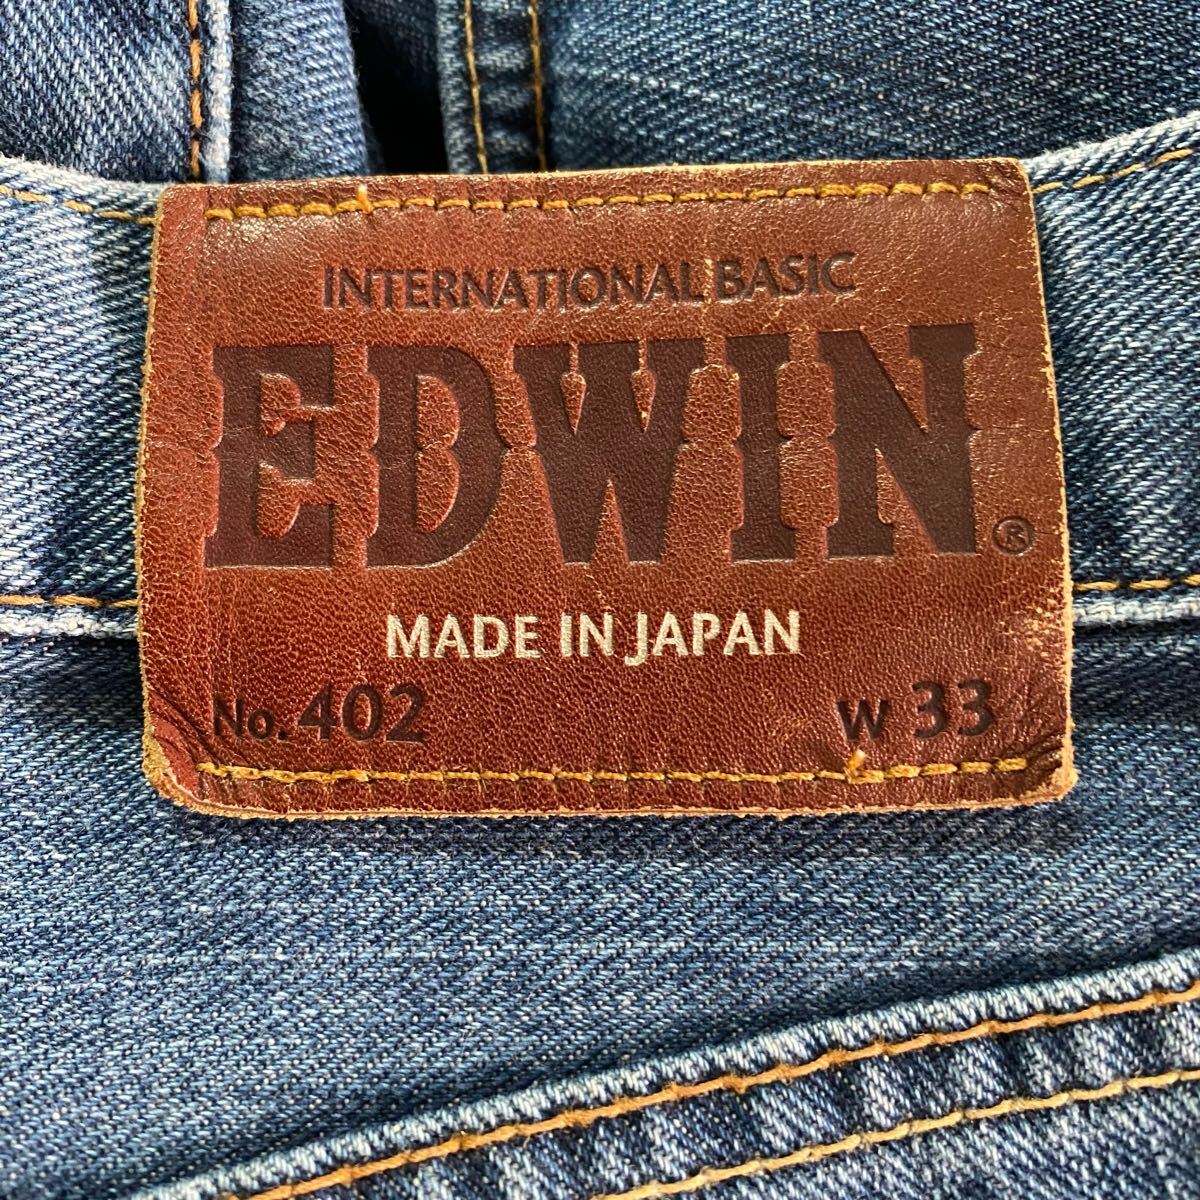 INTERNATIONAL BASIC
EDWIN®
MADE IN JAPAN
No. 402 W 33